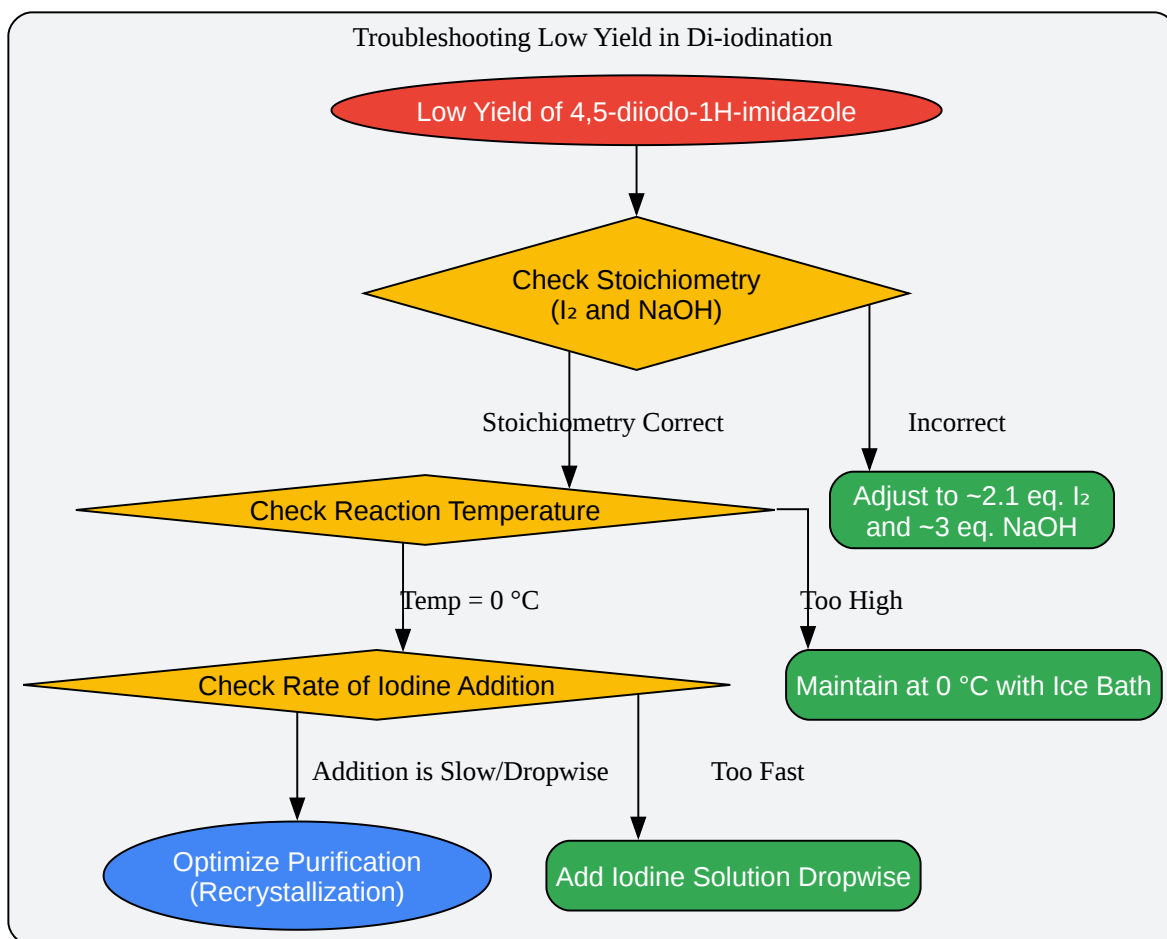 Troubleshooting Low Yield in Di-iodination
Low Yield of 4,5-diiodo-1H-imidazole
Check Stoichiometry
(I₂ and NaOH)
Stoichiometry Correct
Incorrect
Check Reaction Temperature
Adjust to ~2.1 eq. I₂
and ~3 eq. NaOH
Temp = 0 °C
Too High
Check Rate of Iodine Addition
Maintain at 0 °C with Ice Bath
Addition is Slow/Dropwise
Too Fast
Optimize Purification
(Recrystallization)
Add Iodine Solution Dropwise